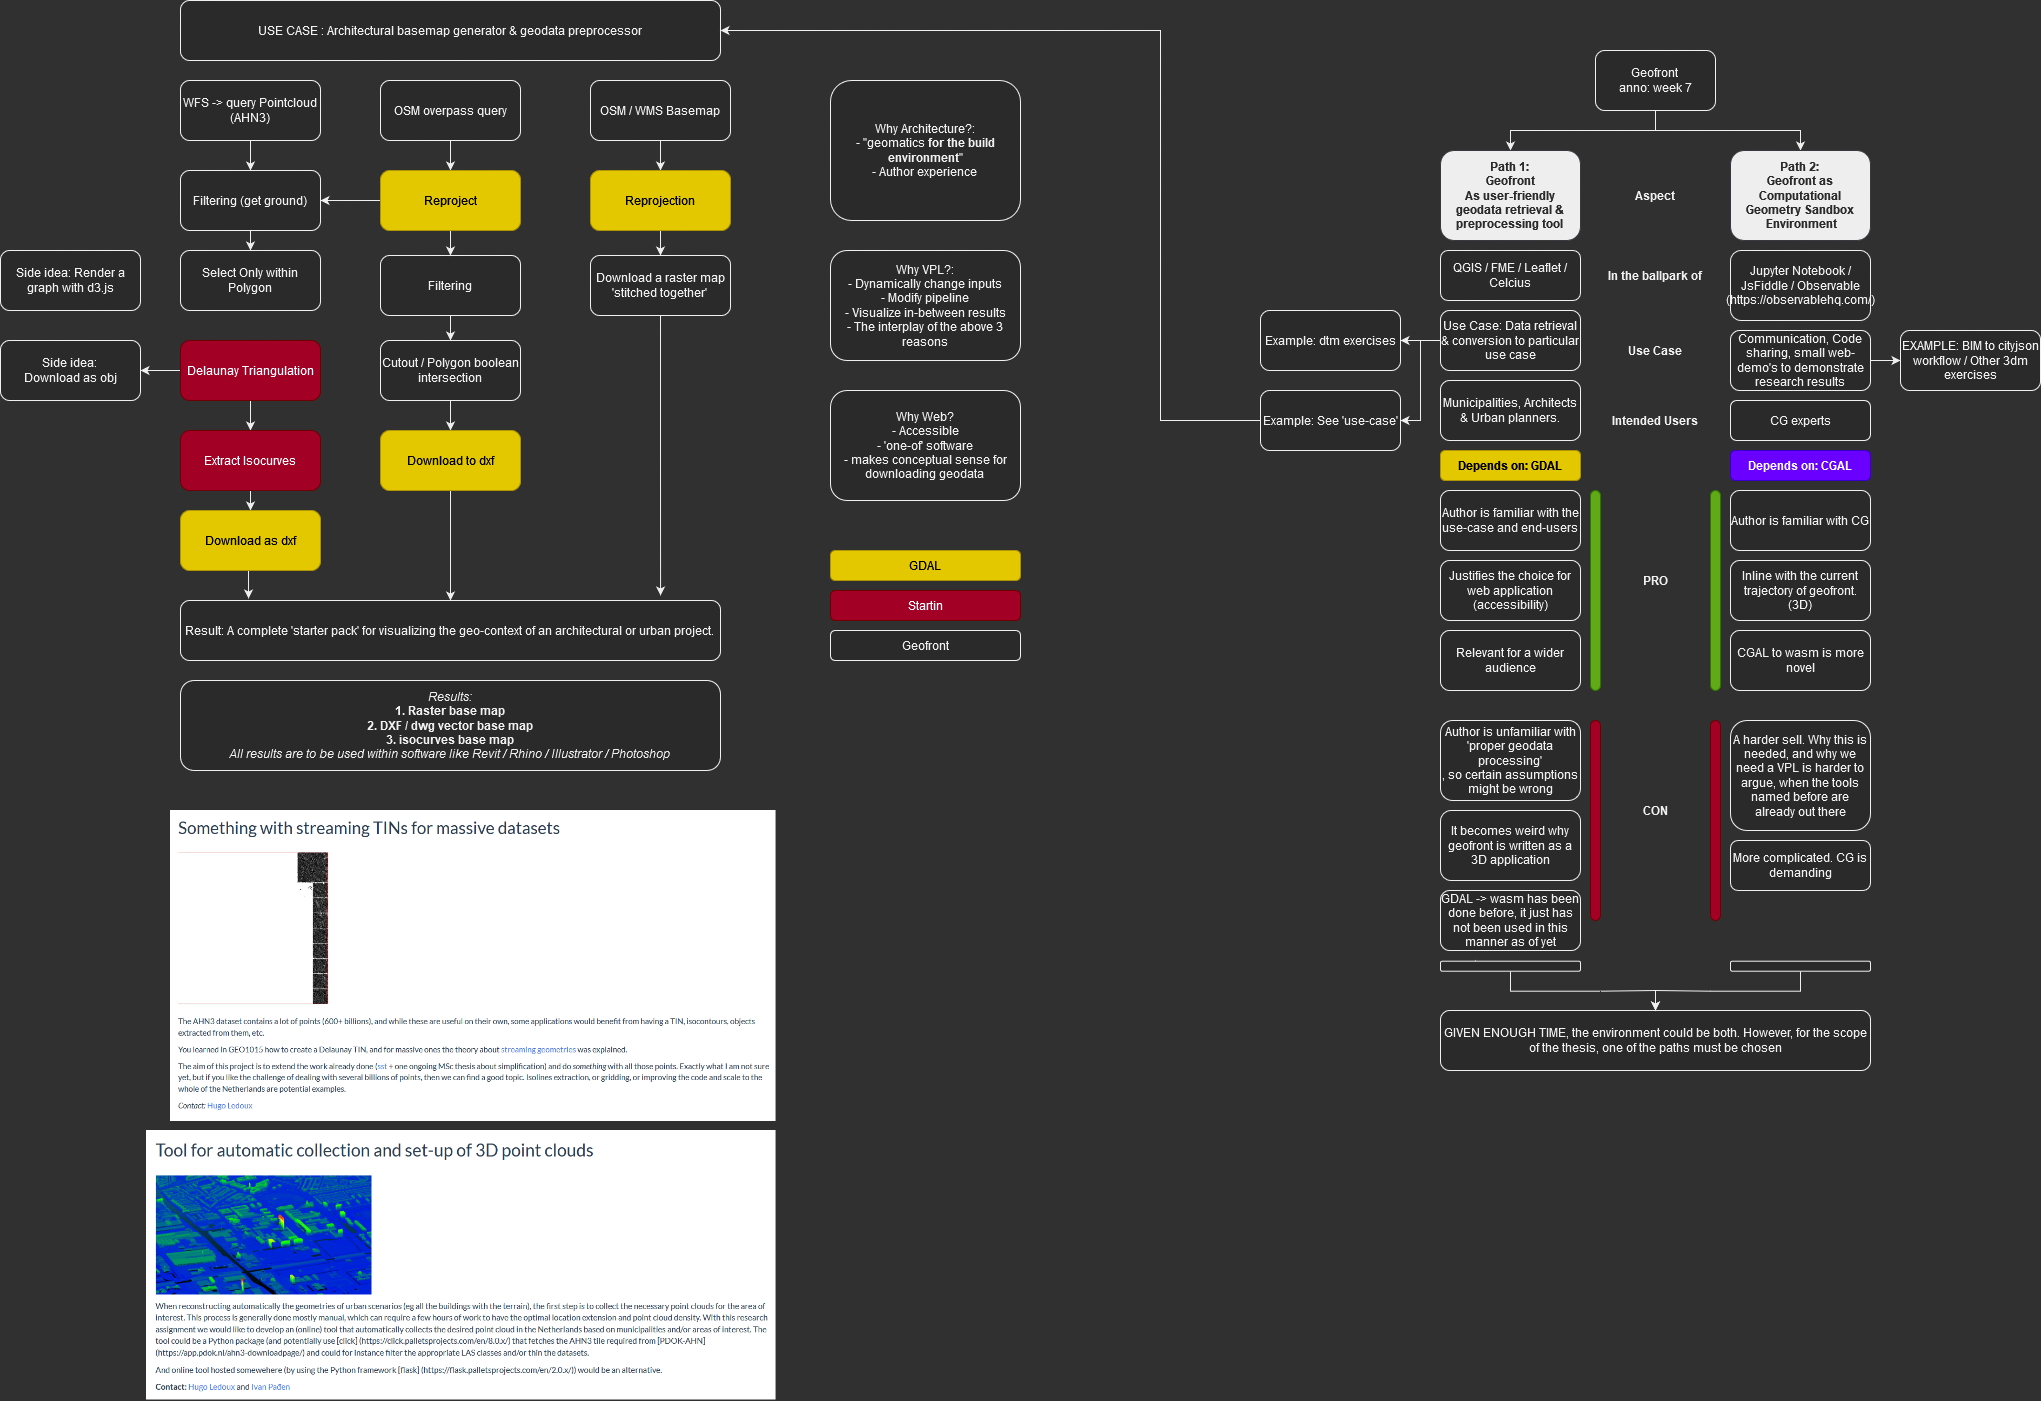 USE CASE : Architectural basemap generator & geodata preprocessor
WFS -> query Pointcloud
(AHN3)
OSM overpass query
OSM / WMS Basemap
Filtering (get ground)
Reproject
Reprojection
Side idea: Render a
graph with d3.js
Select Only within
Polygon
Filtering
Download a raster map
'stitched together'
Side idea:
Download as obj
Delaunay Triangulation
Cutout / Polygon boolean
intersection
Extract Isocurves
Download to dxf
Download as dxf
Result: A complete 'starter pack' for visualizing the geo-context of an architectural or urban project.
Results:
1. Raster base map
2. DXF / dwg vector base map
3. isocurves base map
All results are to be used within software like Revit / Rhino / Illustrator / Photoshop
Why Architecture?:
- "geomatics for the build
environment"
- Author experience
Why VPL?:
- Dynamically change inputs
- Modify pipeline
- Visualize in-between results
- The interplay of the above 3
reasons
Why Web?
- Accessible
- 'one-of' software
- makes conceptual sense for
downloading geodata
GDAL
Startin
Geofront
Something with streaming TINs for massive datasets
The AHN3 dataset contains a lot of points (600+ billions), and while these are useful on their own, some applications would benefit from having a TIN, isocontours, objects
extracted from them, etc.
You learned in GEO1015 how to create a Delaunay TIN, and for massive ones the theory about streaming geometries was explained.
The aim of this project is to extend the work already done (sst + one ongoing MSc thesis about simplification) and do something with all those points. Exactly what I am not sure
yet, but if you like the challenge of dealing with several billions of points, then we can find a good topic. Isolines extraction, or gridding, or improving the code and scale to the
whole of the Netherlands are potential examples.
Contact: Hugo Ledoux
Tool for automatic collection and set-up of 3D point clouds
When reconstructing automatically the geometries of urban scenarios (eg all the buildings with the terrain), the first step is to collect the necessary point clouds for the area of
interest. This process is generally done mostly manual, which can require a few hours of work to have the optimal location extension and point cloud density. With this research
assignment we would like to develop an (online) tool that automatically collects the desired point cloud in the Netherlands based on municipalities and/or areas of interest. The
tool could be a Python package (and potentially use [click] (https://click.palletsprojects.com/en/8.0.x/) that fetches the AHN3 tile required from [PDOK-AHN]
(https://app.pdok.nl/ahn3-downloadpage/) and could for instance filter the appropriate LAS classes and/or thin the datasets.
And online tool hosted somewehere (by using the Python framework [flask] (https://flask.palletsprojects.com/en/2.0.x/)) would be an alternative.
Contact: Hugo Ledoux and Ivan Pađen
Geofront
anno: week 7
Path 1:
Geofront
As user-friendly
geodata retrieval &
preprocessing tool
Aspect
Path 2:
Geofront as
Computational
Geometry Sandbox
Environment
QGIS / FME / Leaflet /
Celcius
In the ballpark of
Jupyter Notebook /
JsFiddle / Observable
(https://observablehq.com/)
Example: dtm exercises
Use Case: Data retrieval
& conversion to particular
use case
Use Case
Communication, Code
sharing, small web-
demo's to demonstrate
research results
EXAMPLE: BIM to cityjson
workflow / Other 3dm
exercises
Example: See 'use-case'
Municipalities, Architects
& Urban planners.
Intended Users
CG experts
Depends on: GDAL
Depends on: CGAL
Author is familiar with the
use-case and end-users
Author is familiar with CG
Justifies the choice for
web application
(accessibility)
PRO
Inline with the current
trajectory of geofront.
(3D)
Relevant for a wider
audience
CGAL to wasm is more
novel
Author is unfamiliar with
'proper geodata
processing'
, so certain assumptions
might be wrong
A harder sell. Why this is
needed, and why we
need a VPL is harder to
argue, when the tools
named before are
already out there
CON
It becomes weird why
geofront is written as a
3D application
More complicated. CG is
demanding
GDAL -> wasm has been
done before, it just has
not been used in this
manner as of yet
GIVEN ENOUGH TIME, the environment could be both. However, for the scope
of the thesis, one of the paths must be chosen